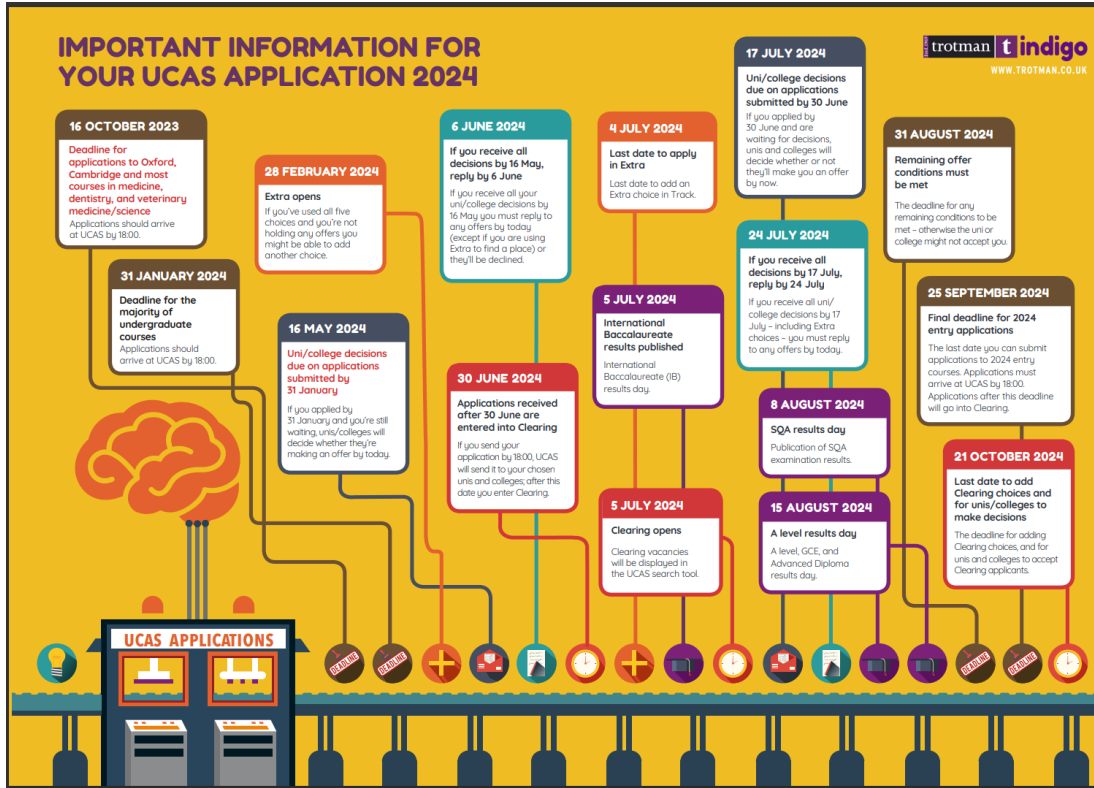 IMPORTANT INFORMATION FOR
YOUR UCAS APPLICATION 2024
trotman t indigo
WWW.TROTMAN.CO.UK
16 OCTOBER 2023
Deadline for
applications to Oxford,
Cambridge and most
courses in medicine,
dentistry, and veterinary
medicine/science
Applications should arrive
at UCAS by 18:00.
31 JANUARY 2024
Deadline for the
majority of
undergraduate
courses
Applications should
arrive at UCAS by 18:00.
28 FEBRUARY 2024
Extra opens
If you've used all five
choices and you're not
holding any offers you
might be able to add
another choice.
16 MAY 2024
Uni/college decisions
due on applications
submitted by
31 January
If you applied by
31 January and you're still
waiting, unis/colleges will
decide whether they're
making an offer by today.
6 JUNE 2024
If you receive all
decisions by 16 May,
reply by 6 June
If you receive all your
uni/college decisions by
16 May you must reply to
any offers by today
(except if you are using
Extra to find a place) or
they'll be declined.
30 JUNE 2024
Applications received
after 30 June are
entered into Clearing
If you send your
application by 18:00, UCAS
will send it to your chosen
unis and colleges; after this
date you enter Clearing.
4 JULY 2024
Last date to apply
in Extra
Last date to add an
Extra choice in Track.
5 JULY 2024
International
Baccalaureate
results published
International
Baccalaureate (IB)
results day.
5 JULY 2024
Clearing opens
Clearing vacancies
will be displayed in
the UCAS search tool.
17 JULY 2024
Uni/college decisions
due on applications
submitted by 30 June
If you applied by
30 June and are
waiting for decisions,
unis and colleges will
decide whether or not
they'll make you an offer
by now.
24 JULY 2024
If you receive all
decisions by 17 July,
reply by 24 July
If you receive all uni/
college decisions by 17
July – including Extra
choices – you must reply
to any offers by today.
8 AUGUST 2024
SQA results day
Publication of SQA
examination results.
15 AUGUST 2024
A level results day
A level, GCE, and
Advanced Diploma
results day.
31 AUGUST 2024
Remaining offer
conditions must
be met
The deadline for any
remaining conditions to be
met – otherwise the uni or
college might not accept you.
25 SEPTEMBER 2024
Final deadline for 2024
entry applications
The last date you can submit
applications to 2024 entry
courses. Applications must
arrive at UCAS by 18:00.
Applications after this deadline
will go into Clearing.
21 OCTOBER 2024
Last date to add
Clearing choices and
for unis/colleges to
make decisions
The deadline for adding
Clearing choices, and for
unis and colleges to accept
Clearing applicants.
UCAS APPLICATIONS
DEADLINE
DEADLINE
DEADLINE
DEADLINE